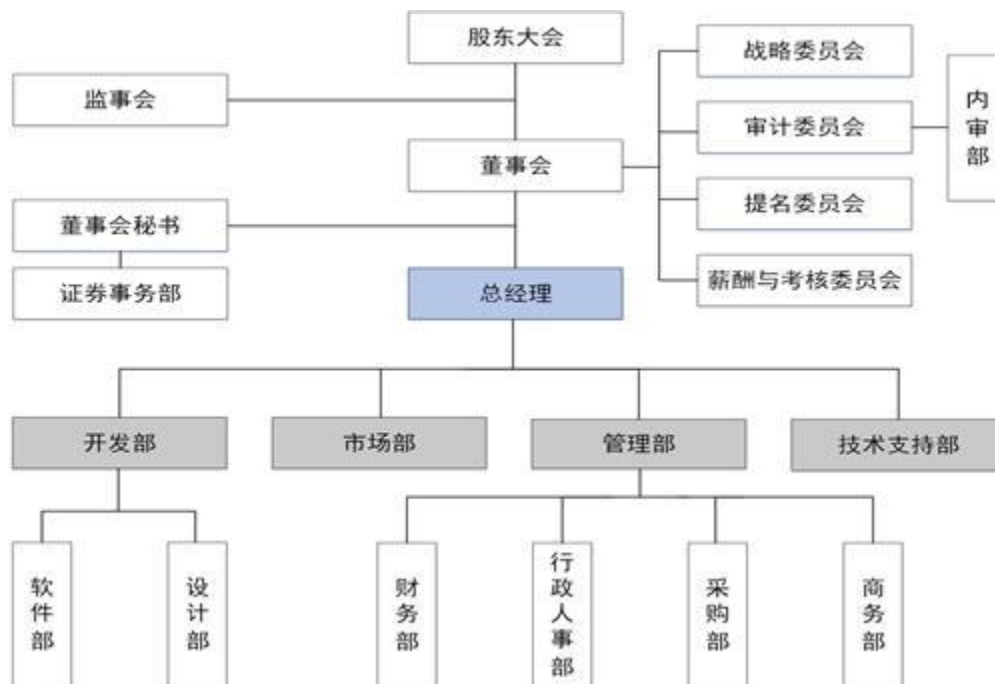 股东大会
战略委员会
监事会
审计委员会
内审部
董事会
提名委员会
董事会秘书
证券事务部
总经理
薪酬与考核委员会
开发部
市场部
管理部
技术支持部
软件部
设计部
财务部
行政人事部
采购部
商务部